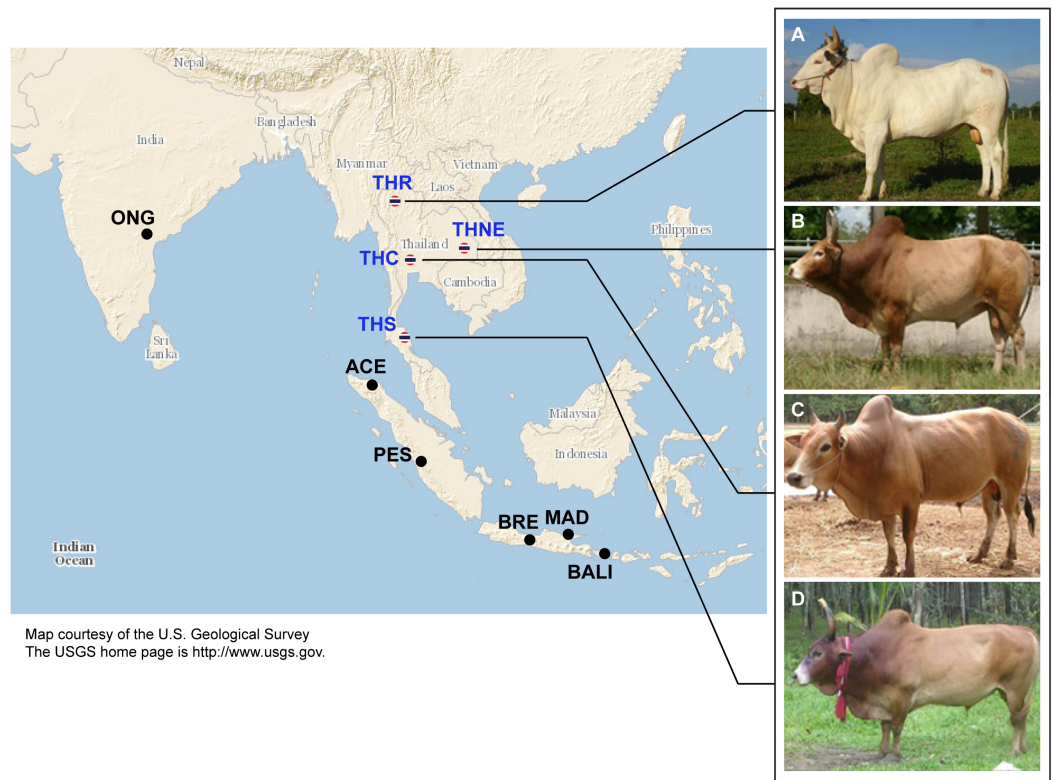 Nepal
Bangladesh
India
Myanmar
Vietnam
THR
Laos
ONG
THNE
Philippines
Thailand
THC
Cambodia
THS
Sri
Lanka
ACE
Malaysia
PES
Indonesia
BRE
MAD
Indian
Ocean
BALI
Map courtesy of the U.S. Geological Survey
The USGS home page is http://www.usgs.gov.
A
B
C
D